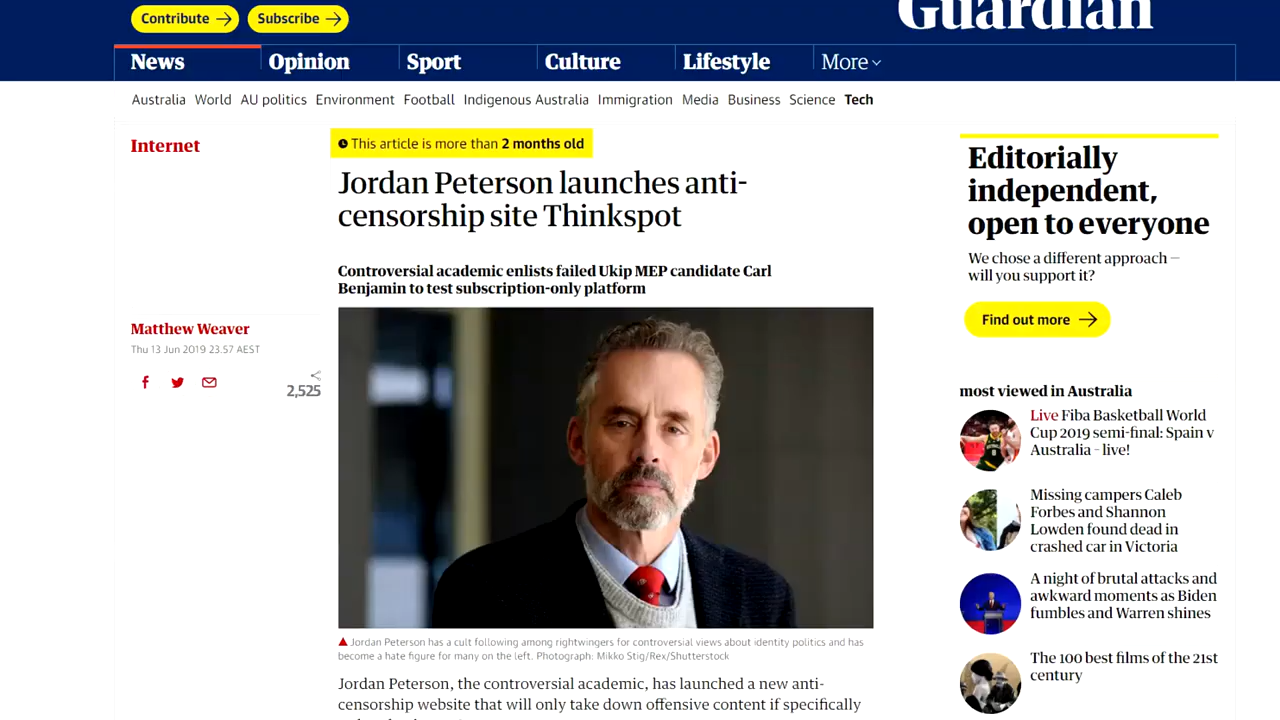 Contribute
Subscribe
Guardian
News
Opinion
Sport
Culture
Lifestyle
More
Australia World AU politics Environment Football Indigenous Australia Immigration Media Business Science Tech
Internet
This article is more than 2 months old
Jordan Peterson launches anti-
censorship site Thinkspot
Controversial academic enlists failed Ukip MEP candidate Carl
Benjamin to test subscription-only platform
Matthew Weaver
Thu 13 Jun 2019 23.57 AEST
2,525
Jordan Peterson has a cult following among rightwingers for controversial views about identity politics and has
become a hate figure for many on the left. Photograph: Mikko Stig/Rex/Shutterstock
Jordan Peterson, the controversial academic, has launched a new anti-
censorship website that will only take down offensive content if specifically
Editorially
independent,
open to everyone
We chose a different approach —
will you support it?
Find out more
most viewed in Australia
Live Fiba Basketball World
Cup 2019 semi-final: Spain v
Australia – live!
Missing campers Caleb
Forbes and Shannon
Lowden found dead in
crashed car in Victoria
A night of brutal attacks and
awkward moments as Biden
fumbles and Warren shines
The 100 best films of the 21st
century